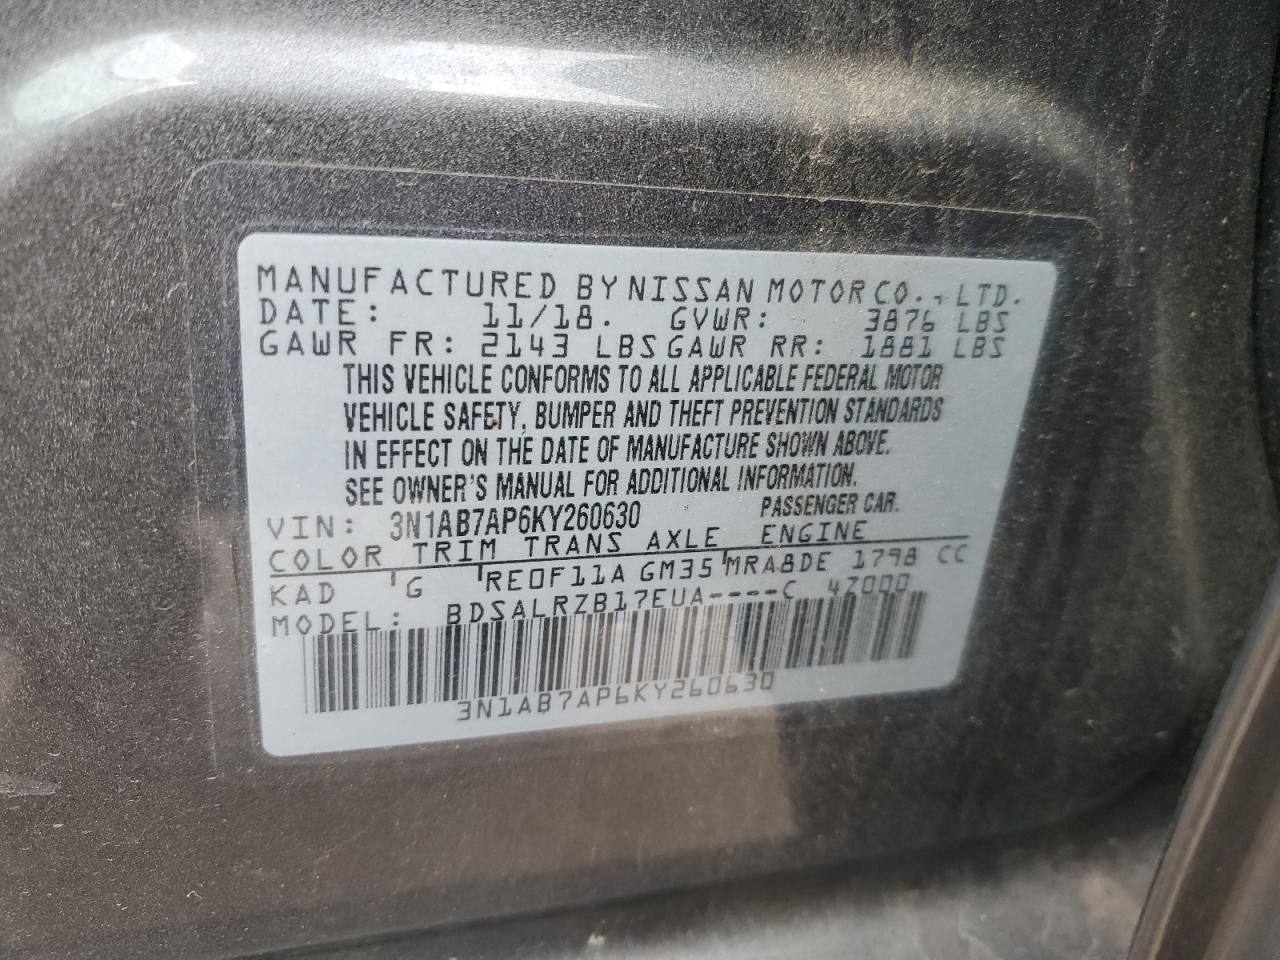 MANUFACTURED BY NISSAN MOTOR CO., LTD.
DATE: 11/18. GVWR: 3876 LBS
GAWR FR: 2143 LBS GAWR RR: 1881 LBS
THIS VEHICLE CONFORMS TO ALL APPLICABLE FEDERAL MOTOR
VEHICLE SAFETY, BUMPER AND THEFT PREVENTION STANDARDS
IN EFFECT ON THE DATE OF MANUFACTURE SHOWN ABOVE.
SEE OWNER'S MANUAL FOR ADDITIONAL INFORMATION.
VIN: 3N1AB7AP6KY260630 PASSENGER CAR.
COLOR TRIM TRANS AXLE ENGINE
KAD G RE0F11A GM35 MRA8DE 1798 CC
MODEL: BDSALRZB17EUA----C 4Z000
3N1AB7AP6KY260630